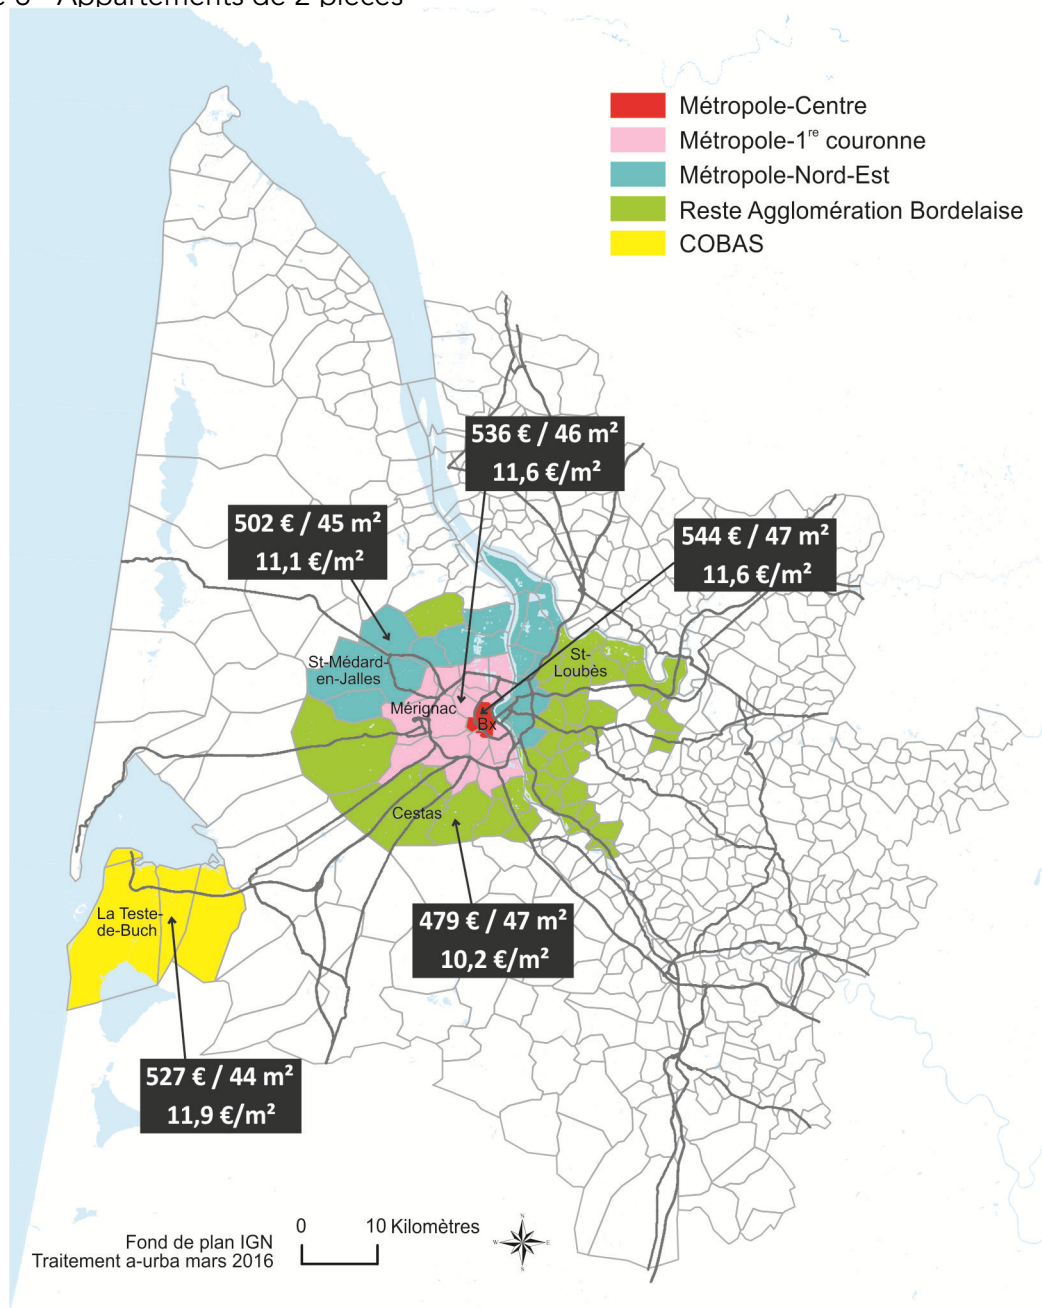 Appartements de 2 pièces
Métropole-Centre
Métropole-1re couronne
Métropole-Nord-Est
Reste Agglomération Bordelaise
COBAS
536 € / 46 m²
11,6 €/m²
502 € / 45 m²
11,1 €/m²
544 € / 47 m²
11,6 €/m²
St-Médard-
en-Jalles
St-
Loubès
Mérignac
Bx
Cestas
La Teste-
de-Buch
479 € / 47 m²
10,2 €/m²
527 € / 44 m²
11,9 €/m²
0 10 Kilomètres
N
W E
S
Fond de plan IGN
Traitement a-urba mars 2016